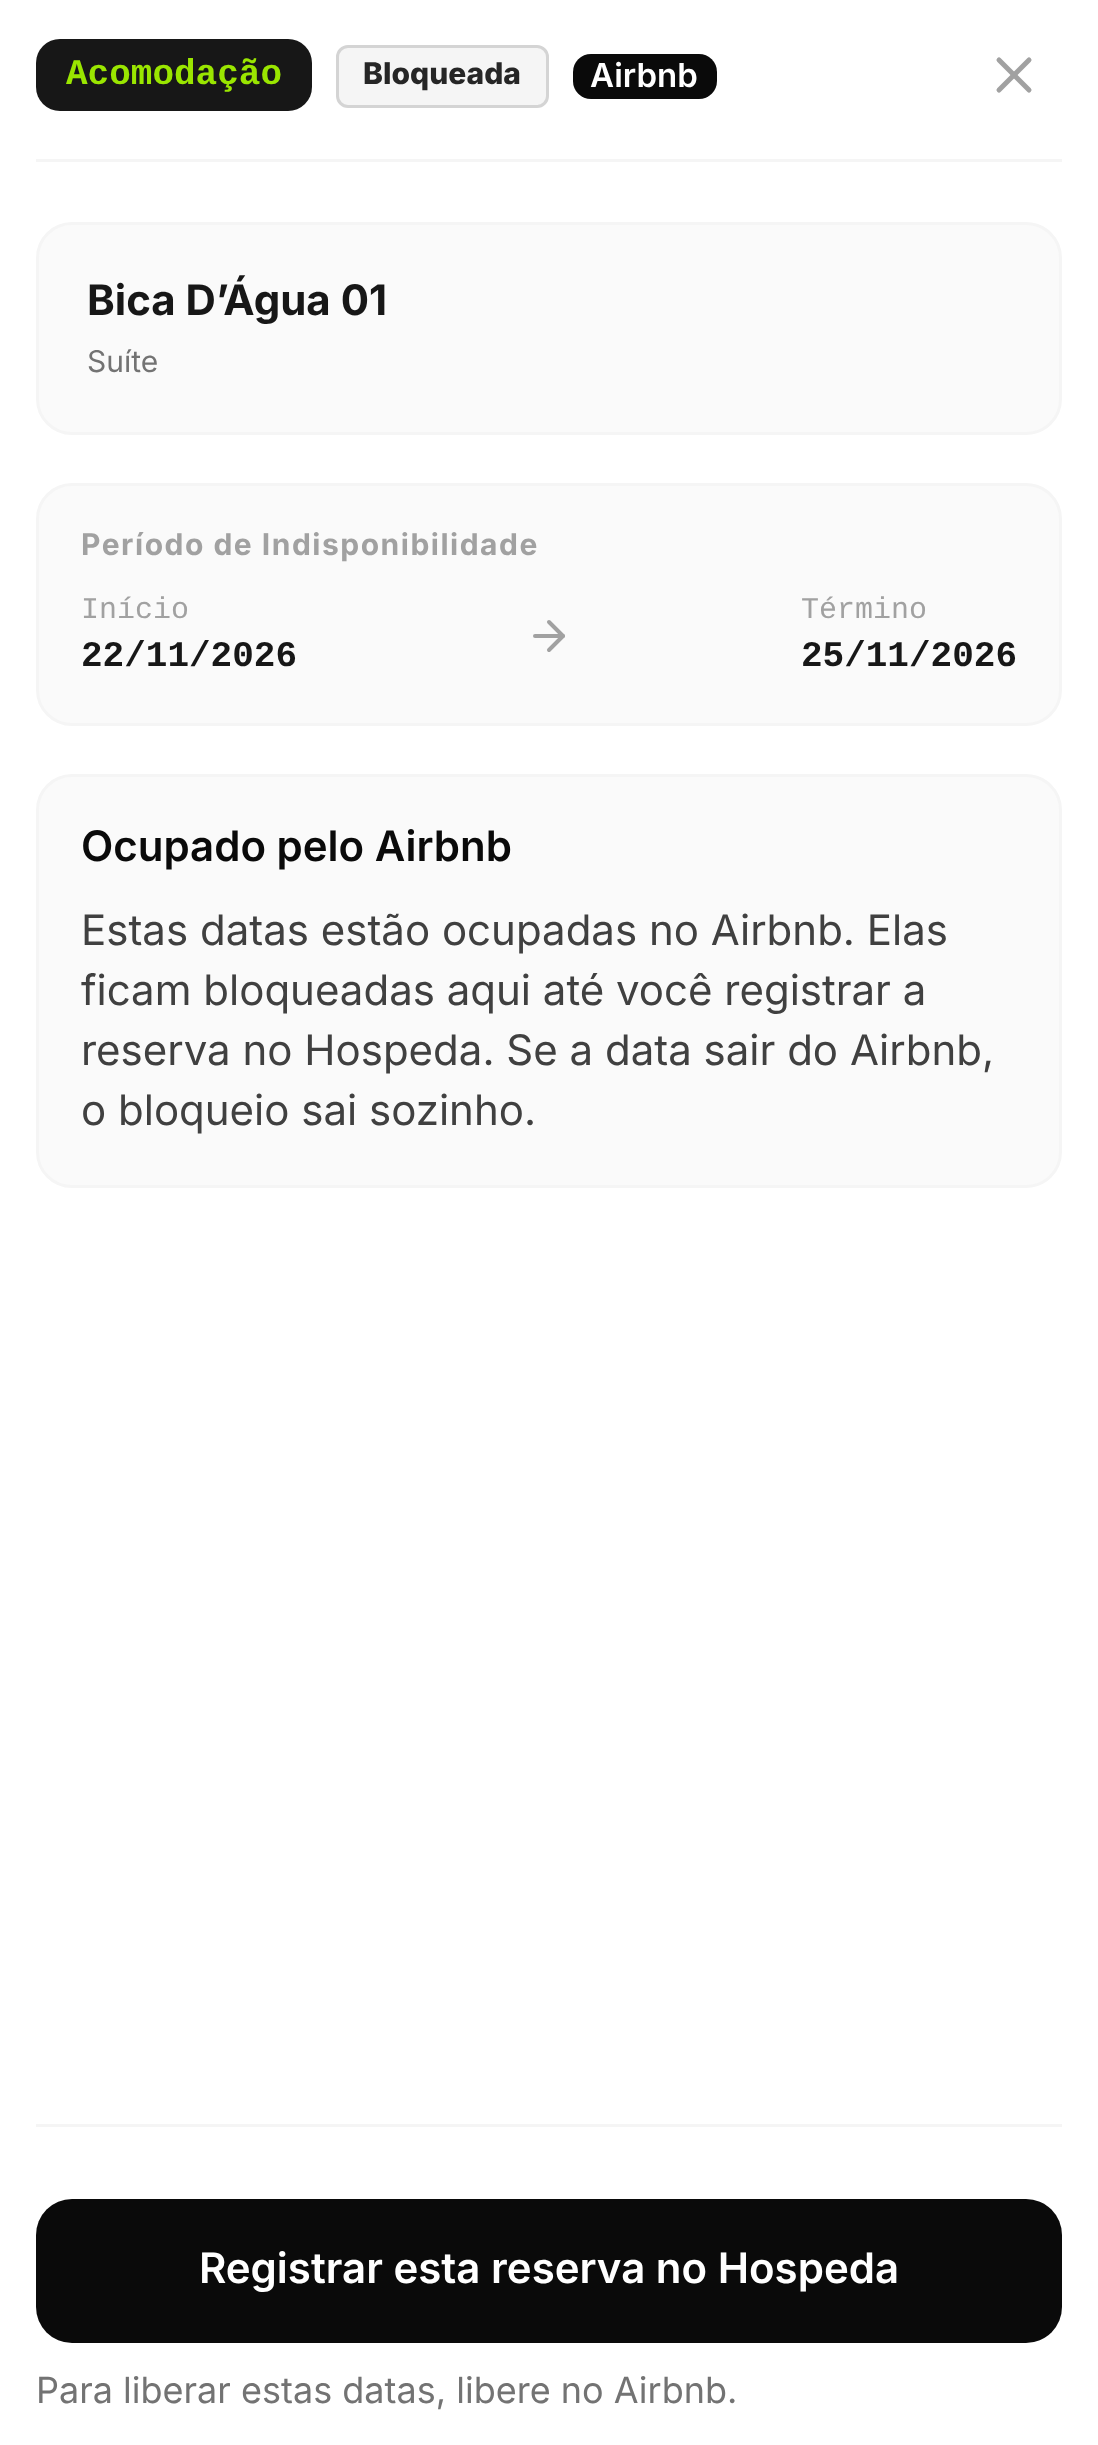 Acomodação Bloqueada Airbnb
Bica D’Água 01
Suíte
Período de Indisponibilidade
Início
22/11/2026
Término
25/11/2026
Ocupado pelo Airbnb
Estas datas estão ocupadas no Airbnb. Elas
ficam bloqueadas aqui até você registrar a
reserva no Hospeda. Se a data sair do Airbnb,
o bloqueio sai sozinho.
Registrar esta reserva no Hospeda
Para liberar estas datas, libere no Airbnb.